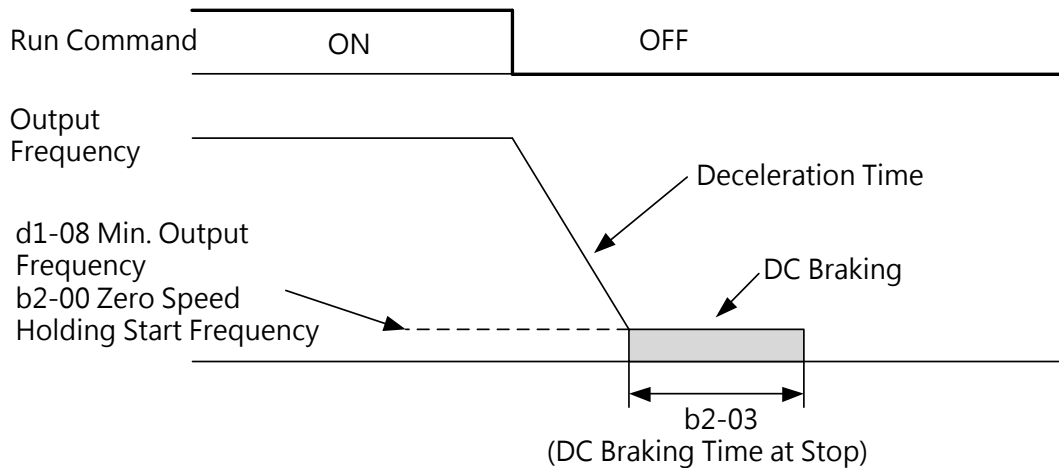 Run Command
ON
OFF
Output
Frequency
Deceleration Time
d1-08 Min. Output
Frequency
b2-00 Zero Speed
Holding Start Frequency
DC Braking
b2-03
(DC Braking Time at Stop)